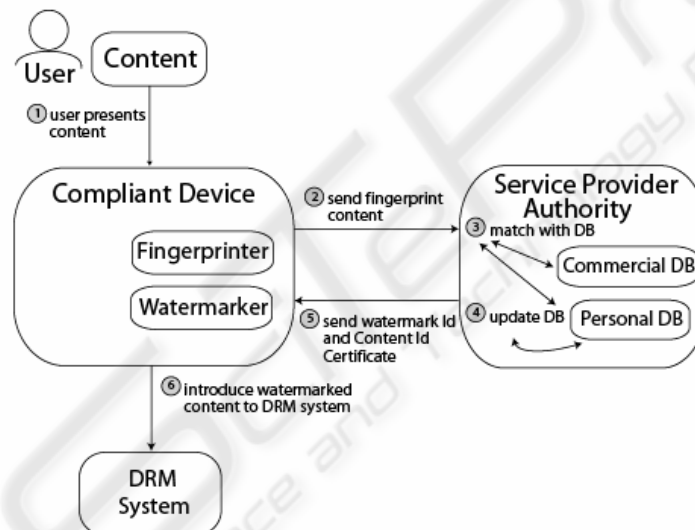 User
Content
1 user presents
content
Compliant Device
Fingerprinter
Watermarker
2 send fingerprint
content
Service Provider
Authority
3 match with DB
Commercial DB
4 update DB
Personal DB
5 send watermark Id
and Content Id
Certificate
6 introduce watermarked
content to DRM system
DRM
System